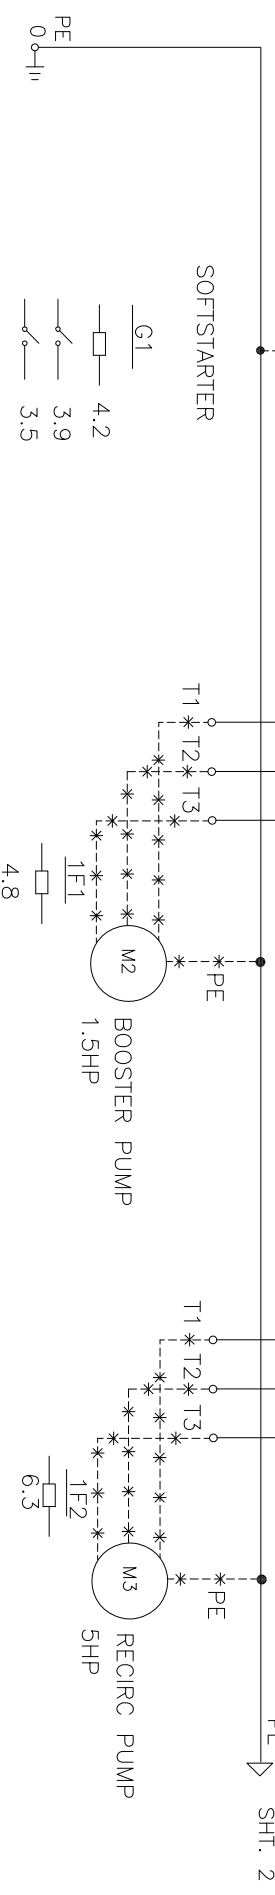 PE
0
SOFTSTARTER
G1
4.2
3.9
3.5
T1
T2
T3
PE
M2
BOOSTER PUMP
1.5HP
1F1
4.8
T1
T2
T3
PE
M3
RECIRC PUMP
5HP
1F2
6.3
SHT. 2